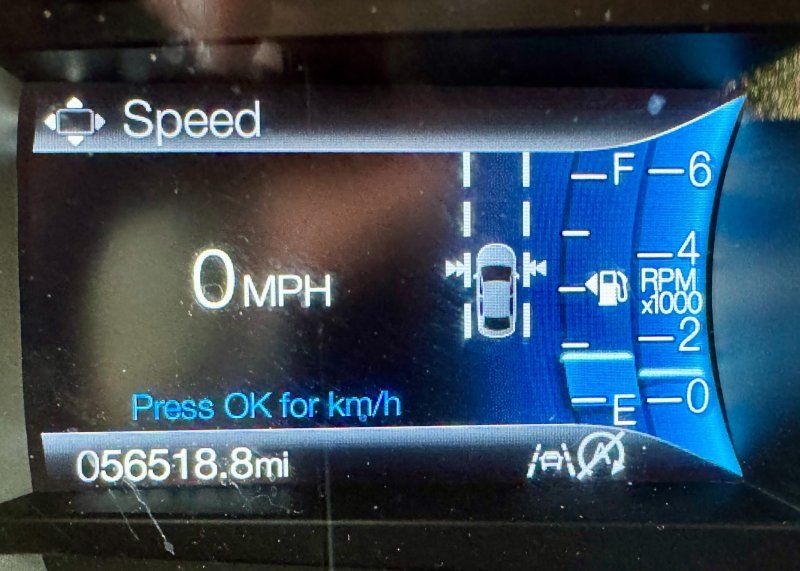 Speed
0 MPH
Press OK for km/h
056518.8mi
F
E
6
4
RPM
x1000
2
0
A